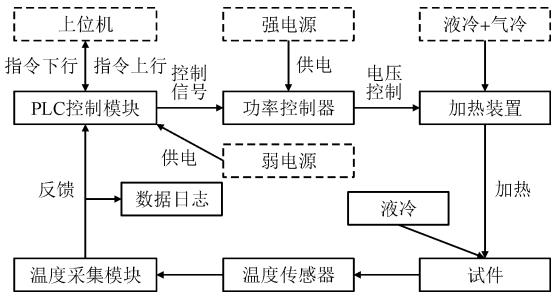 上位机
强电源
液冷+气冷
指令下行
指令上行
控制
信号
供电
电压
控制
PLC控制模块
功率控制器
加热装置
供电
弱电源
反馈
数据日志
液冷
加热
温度采集模块
温度传感器
试件